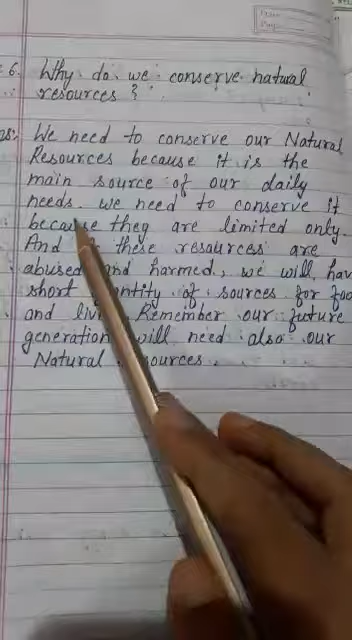 6. Why do we conserve natural
resources?
We need to conserve our Natural
Resources because it is the
main source of our daily
needs. we need to conserve it
because they are limited only.
And these resources are
abused and harmed, we will
short of sources for
and Remember our future
generation will need also our
Natural